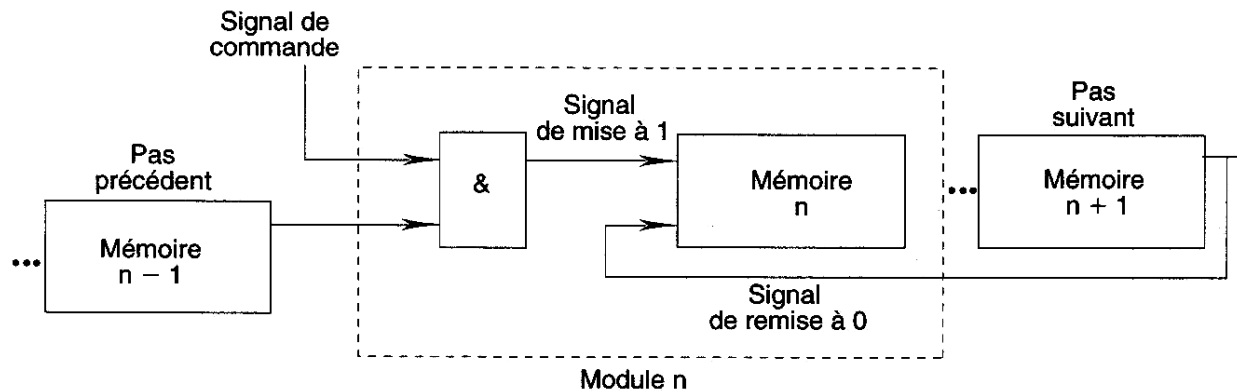 Signal de
commande
Pas
précédent
•••
Mémoire
n − 1
&
Signal
de mise à 1
Mémoire
n
Signal
de remise à 0
Module n
•••
Pas
suivant
Mémoire
n + 1